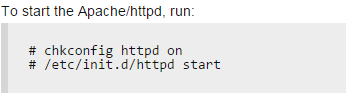 To start the Apache/httpd, run:
# chkconfig httpd on
# /etc/init.d/httpd start